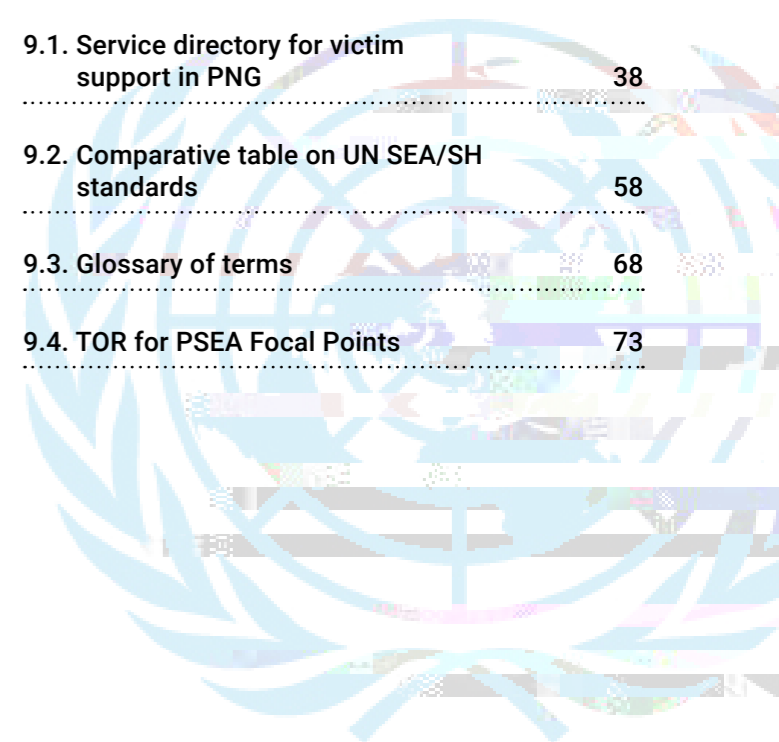 9.1. Service directory for victim
support in PNG 38
9.2. Comparative table on UN SEA/SH
standards 58
9.3. Glossary of terms 68
9.4. TOR for PSEA Focal Points 73